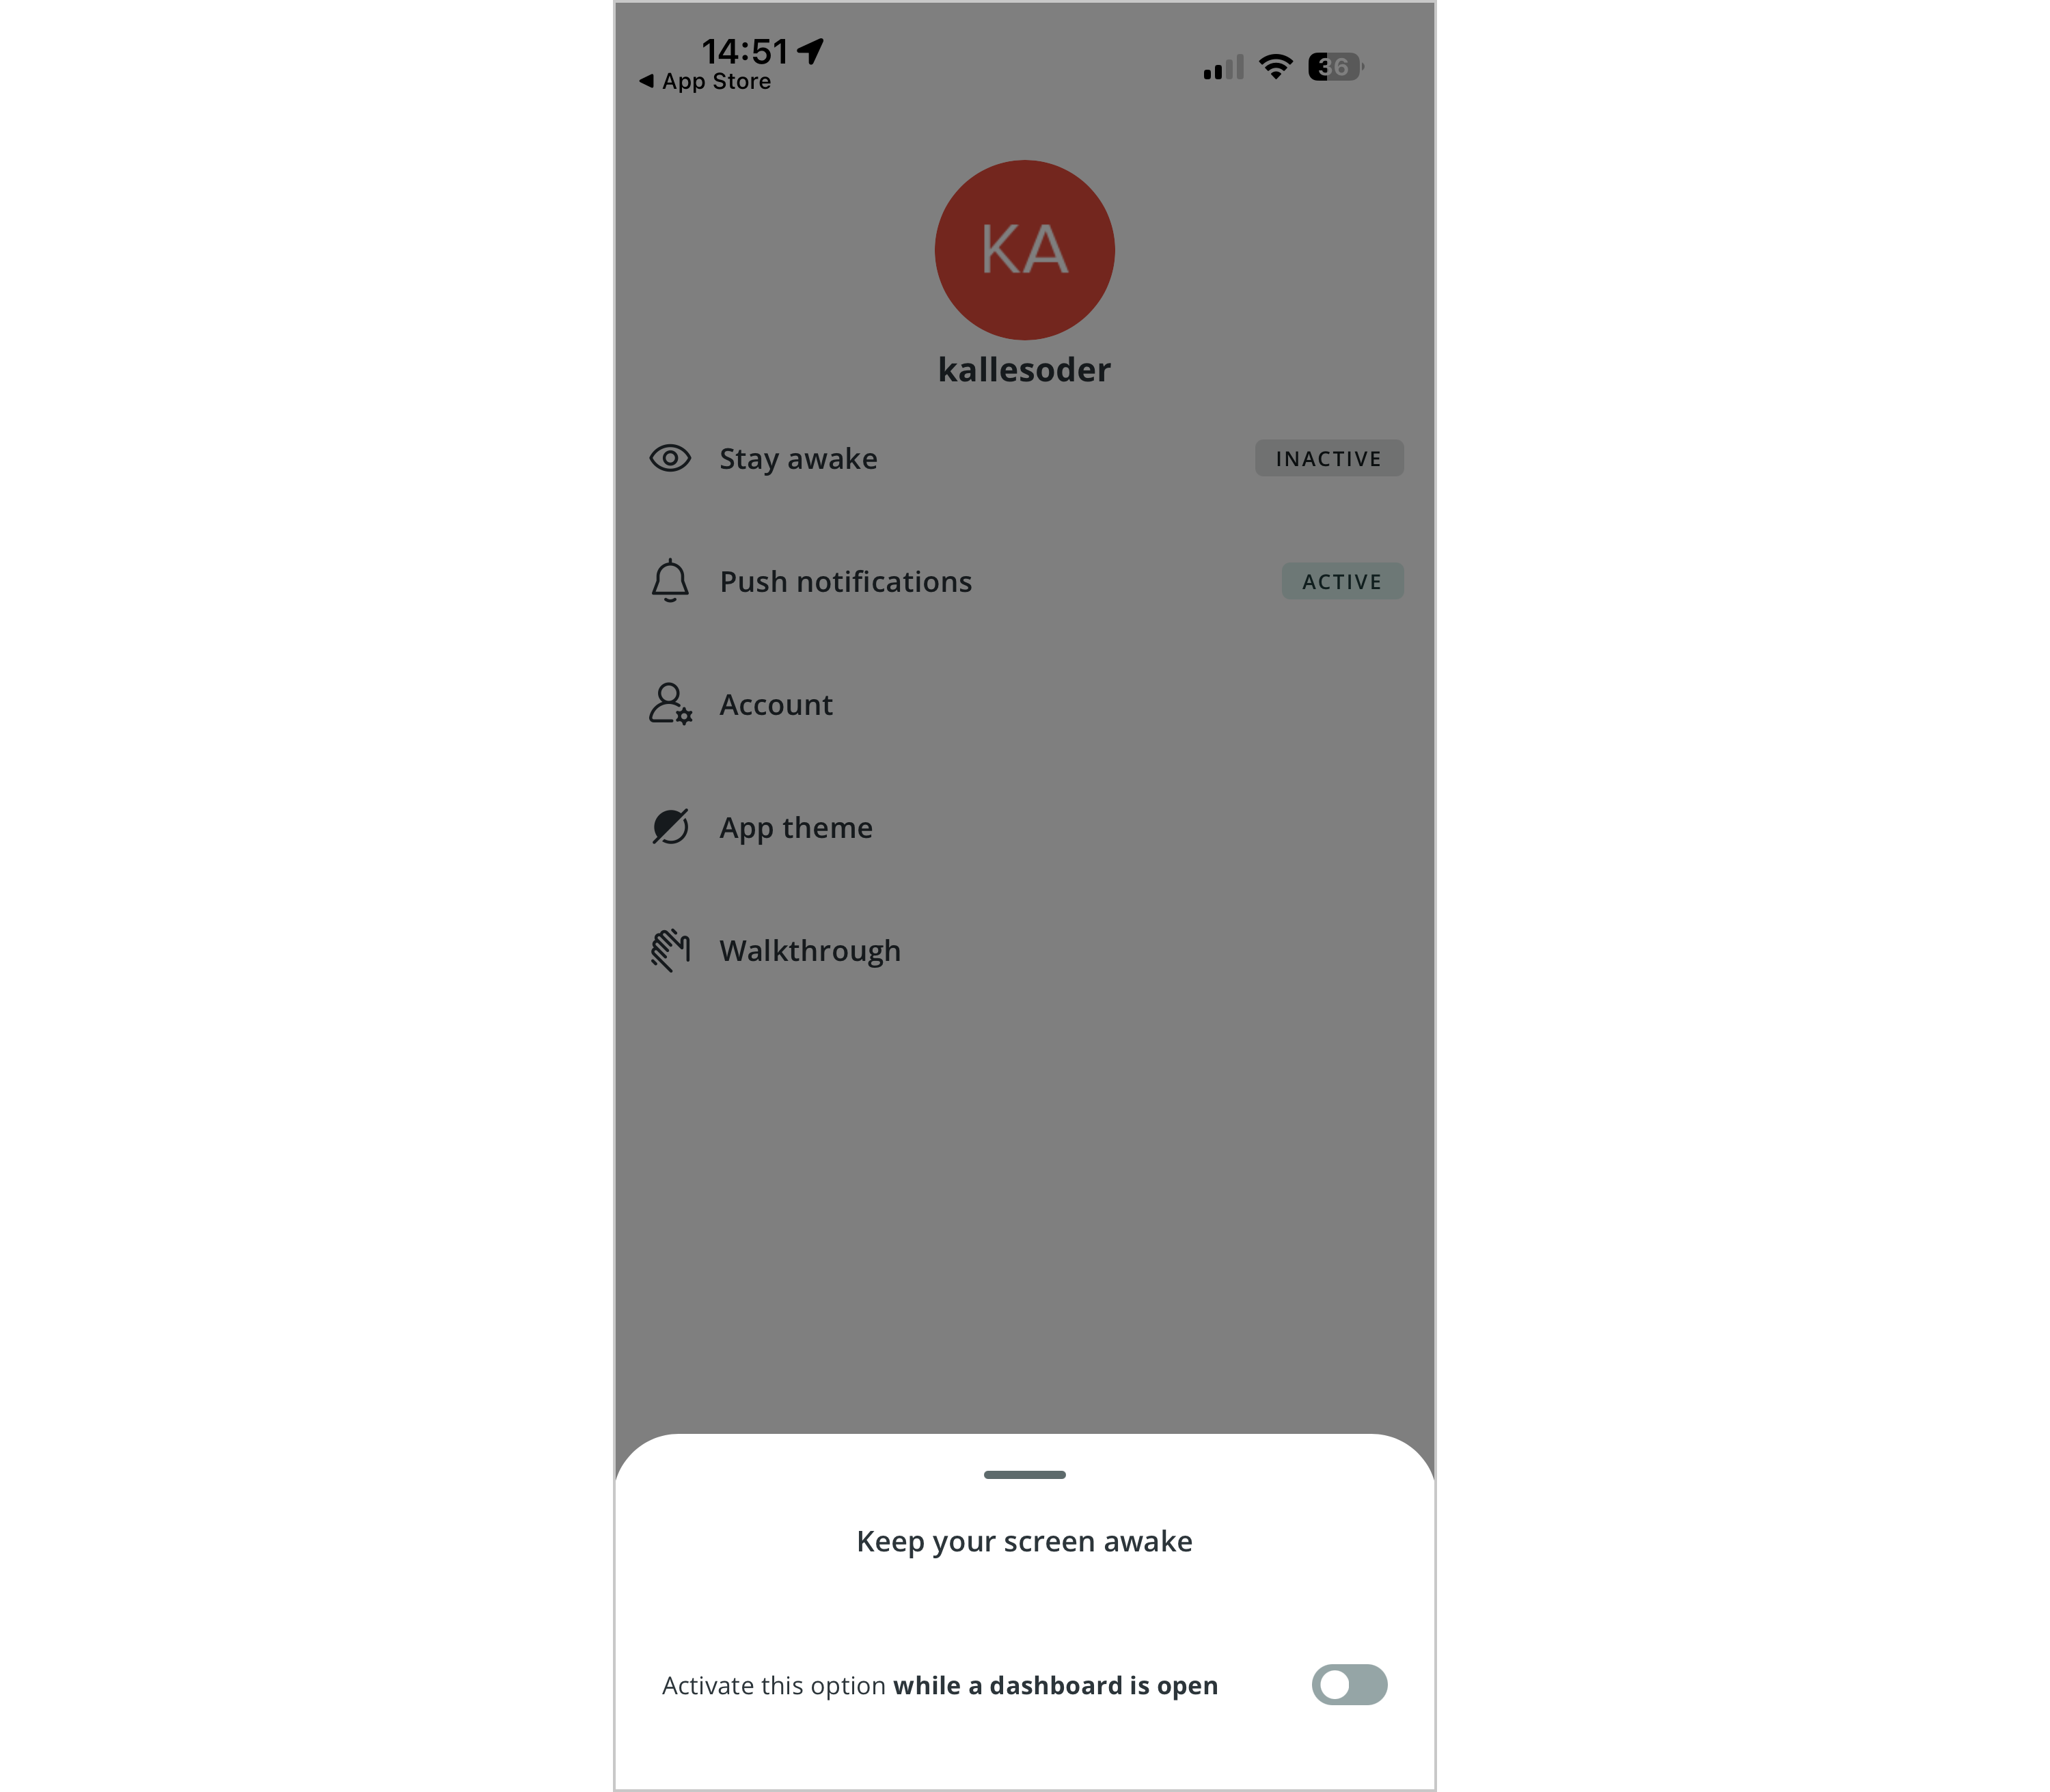 14:51
App Store
36
KA
kallesoder
Stay awake
INACTIVE
Push notifications
ACTIVE
Account
App theme
Walkthrough
Keep your screen awake
Activate this option while a dashboard is open